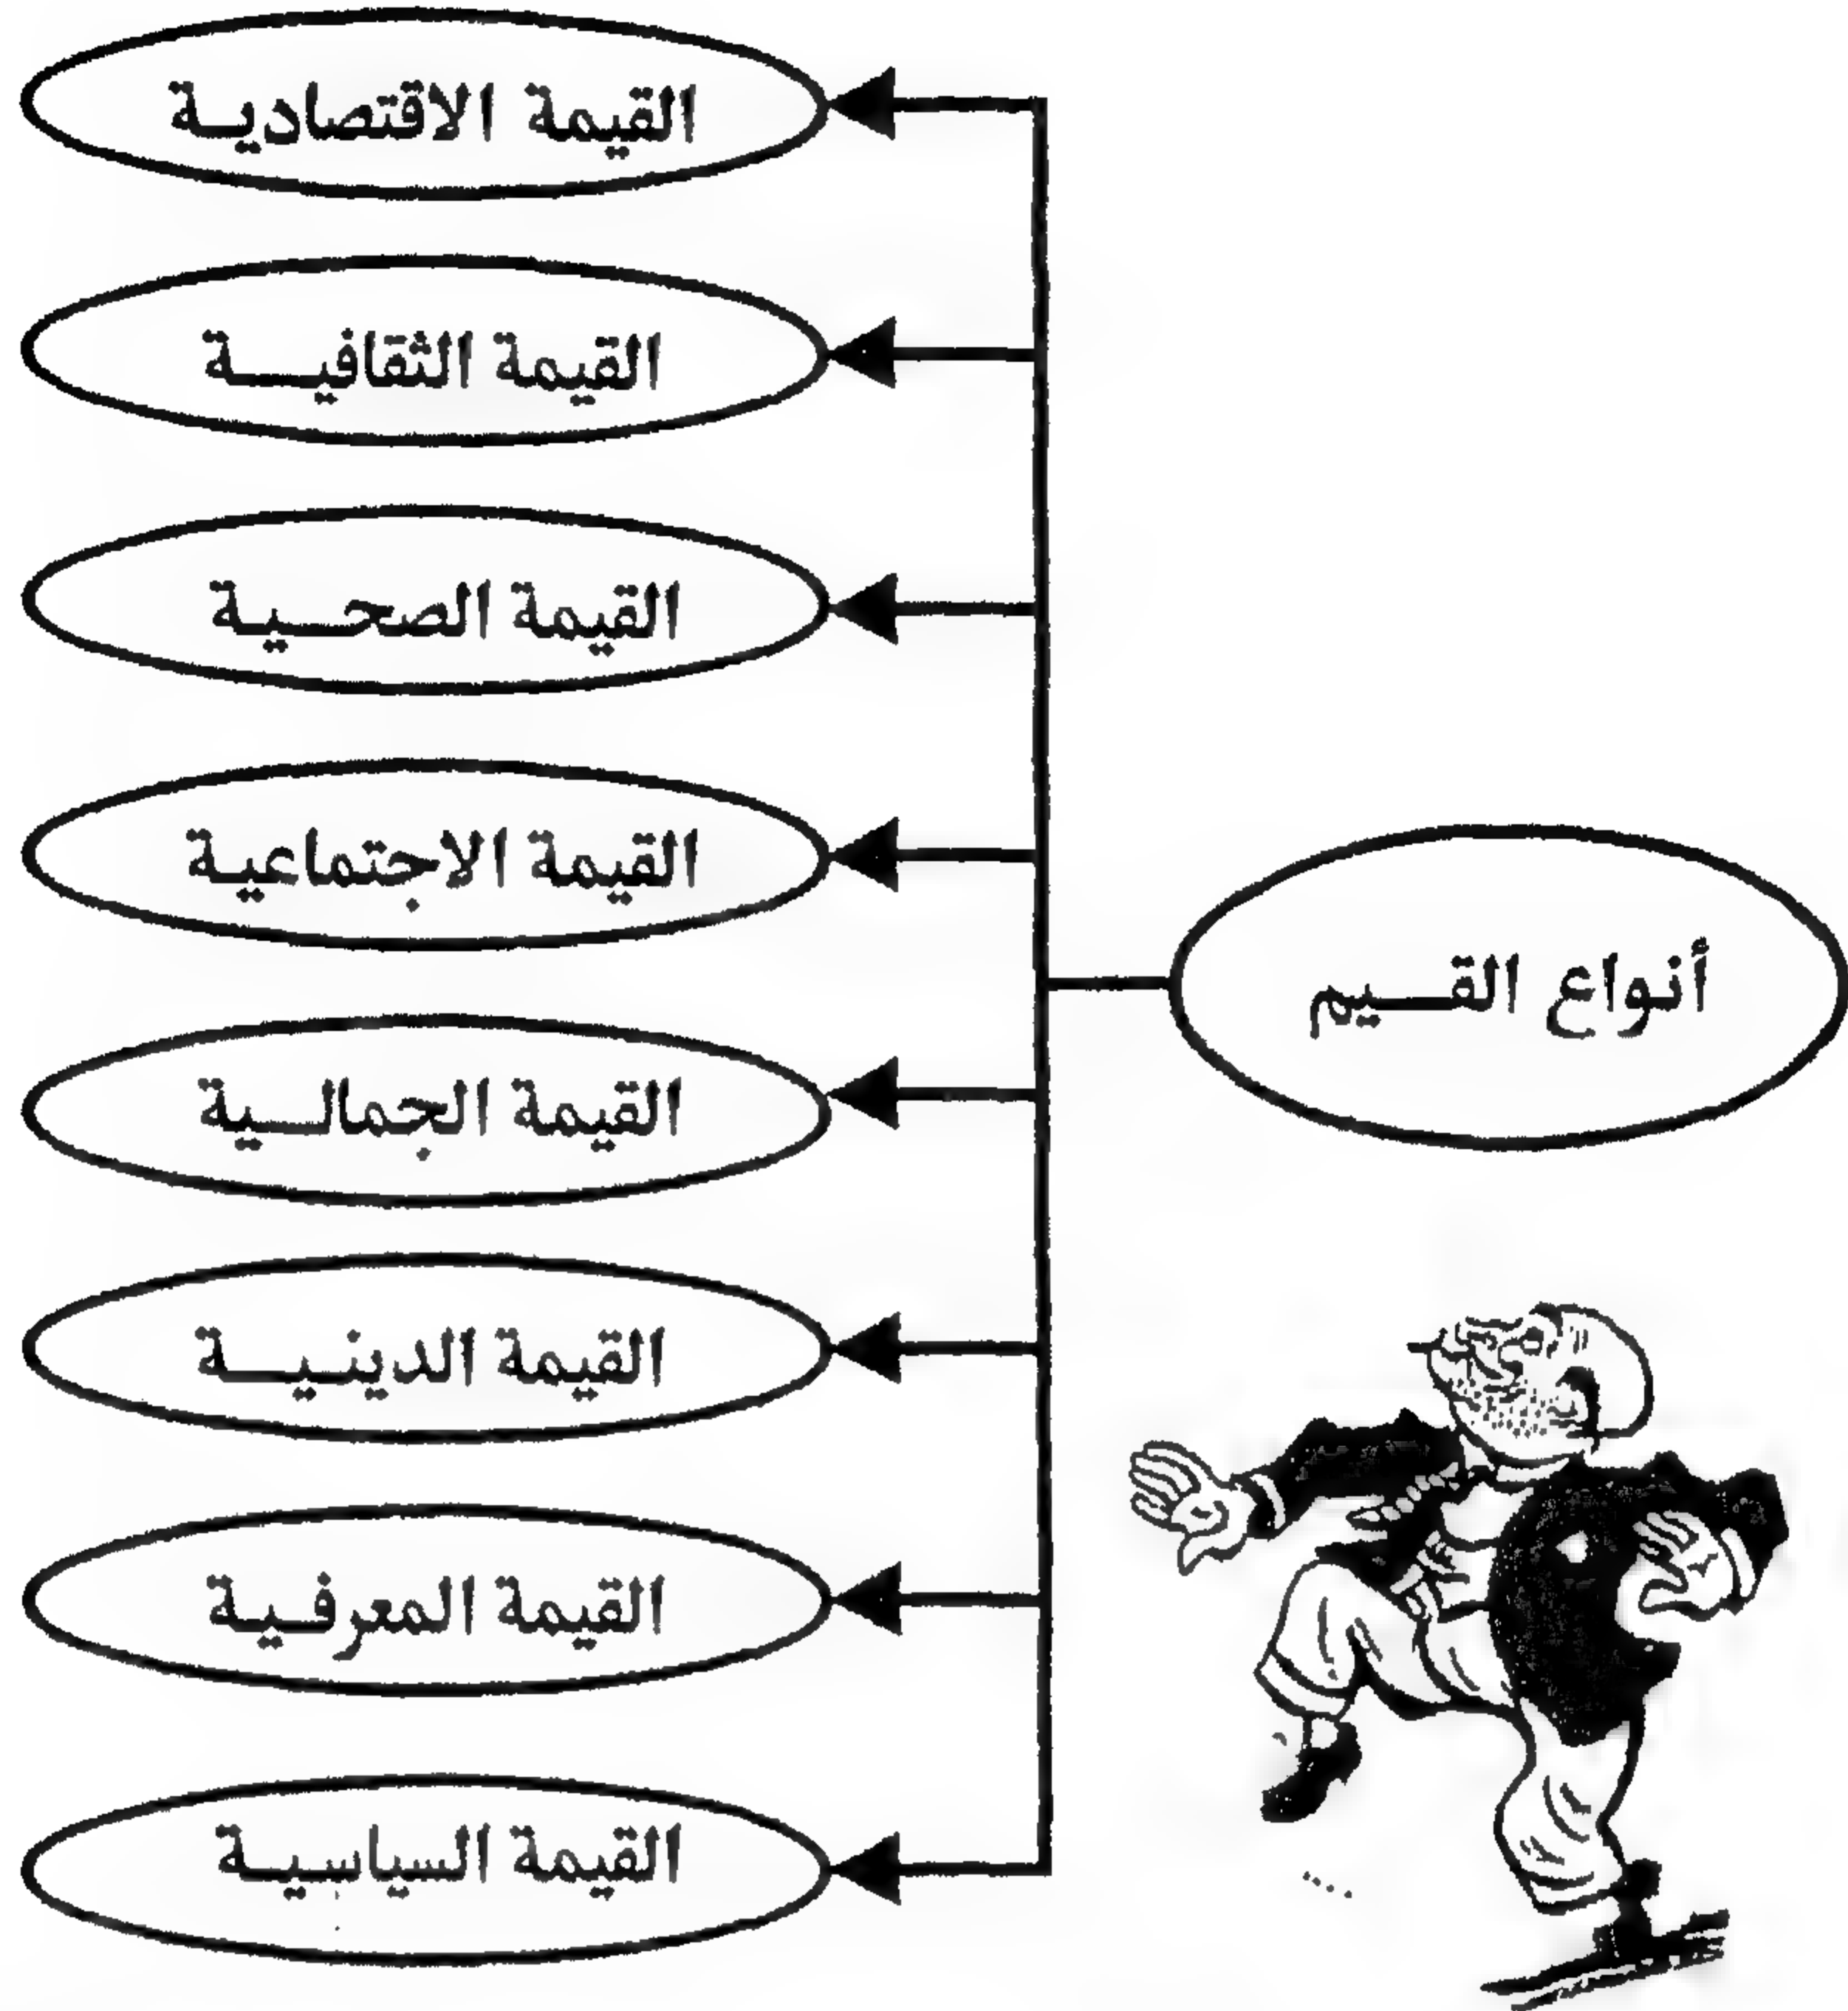 أنواع القيم
القيمة الاقتصادية
القيمة الثقافية
القيمة الصحية
القيمة الاجتماعية
القيمة الجمالية
القيمة الدينية
القيمة المعرفية
القيمة السياسية